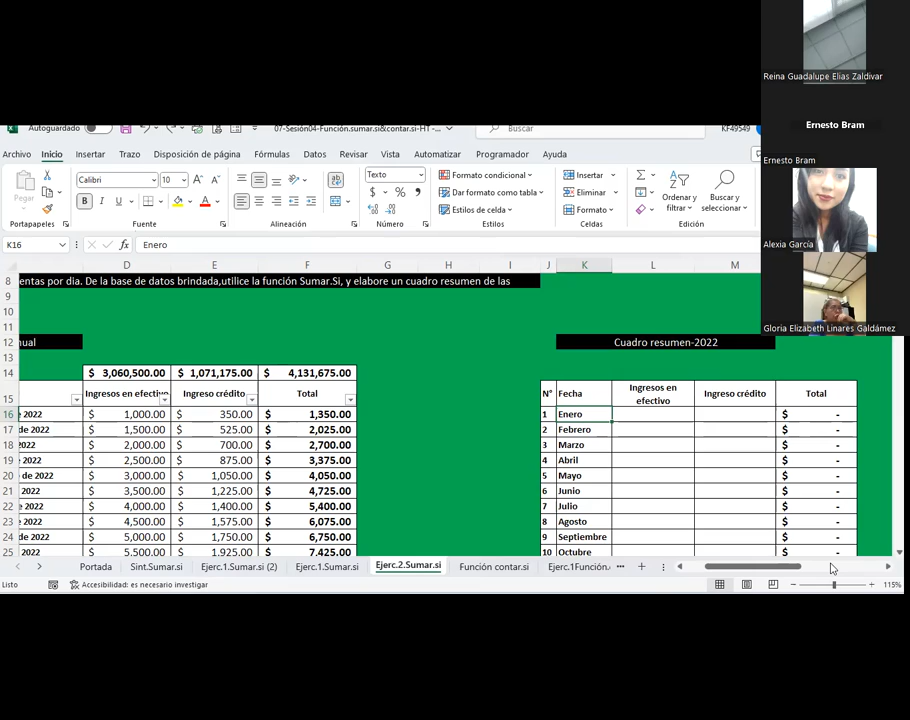 Reina Guadalupe Elias Zaldivar
Ernesto Bram
Ernesto Bram
Alexia García
Gloria Elizabeth Linares Galdámez
Autoguardado
07-Sesión04-Función.sumar.si&contar.si-HT -...
Buscar
KF49549
Archivo Inicio Insertar Trazo Disposición de página Fórmulas Datos Revisar Vista Automatizar Programador Ayuda
Pegar
Calibri 10
Texto
Formato condicional
Insertar
N K S
Dar formato como tabla
Eliminar
Estilos de celda
Formato
Ordenar y filtrar
Buscar y seleccionar
Portapapeles Fuente Alineación Número Estilos Celdas Edición
K16 fx Enero
D E F G H I J K L M
8 entas por dia. De la base de datos brindada,utilice la función Sumar.Si, y elabore un cuadro resumen de las
9
10
11
12 nual Cuadro resumen-2022
13
14 $ 3,060,500.00 $ 1,071,175.00 $ 4,131,675.00
15 Ingresos en efectivo Ingreso crédito Total N° Fecha Ingresos en efectivo Ingreso crédito Total
16 e 2022 $ 1,000.00 $ 350.00 $ 1,350.00 1 Enero $ -
17 de 2022 $ 1,500.00 $ 525.00 $ 2,025.00 2 Febrero $ -
18 2022 $ 2,000.00 $ 700.00 $ 2,700.00 3 Marzo $ -
19 e 2022 $ 2,500.00 $ 875.00 $ 3,375.00 4 Abril $ -
20 de 2022 $ 3,000.00 $ 1,050.00 $ 4,050.00 5 Mayo $ -
21 2022 $ 3,500.00 $ 1,225.00 $ 4,725.00 6 Junio $ -
22 e 2022 $ 4,000.00 $ 1,400.00 $ 5,400.00 7 Julio $ -
23 e 2022 $ 4,500.00 $ 1,575.00 $ 6,075.00 8 Agosto $ -
24 de 2022 $ 5,000.00 $ 1,750.00 $ 6,750.00 9 Septiembre $ -
25 2022 $ 5,500.00 $ 1,925.00 $ 7,425.00 10 Octubre $ -
Portada Sint.Sumar.si Ejerc.1.Sumar.si (2) Ejerc.1.Sumar.si Ejerc.2.Sumar.si Función contar.si Ejerc.1Función. ...
Listo Accesibilidad: es necesario investigar 115%